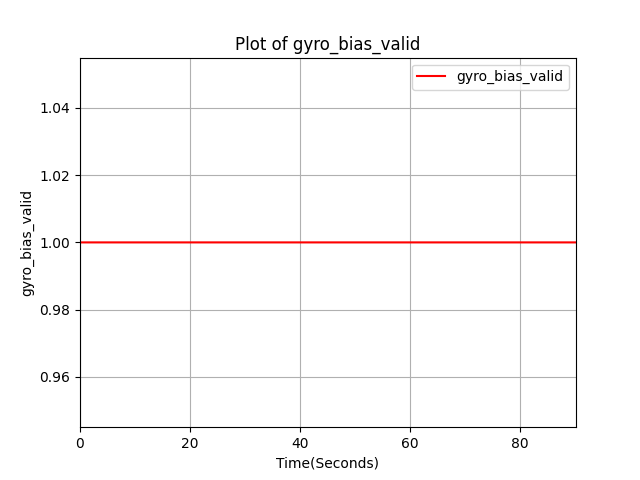 Plot of gyro_bias_valid
gyro_bias_valid
1.04
1.02
1.00
0.98
0.96
gyro_bias_valid
0
20
40
60
80
Time(Seconds)